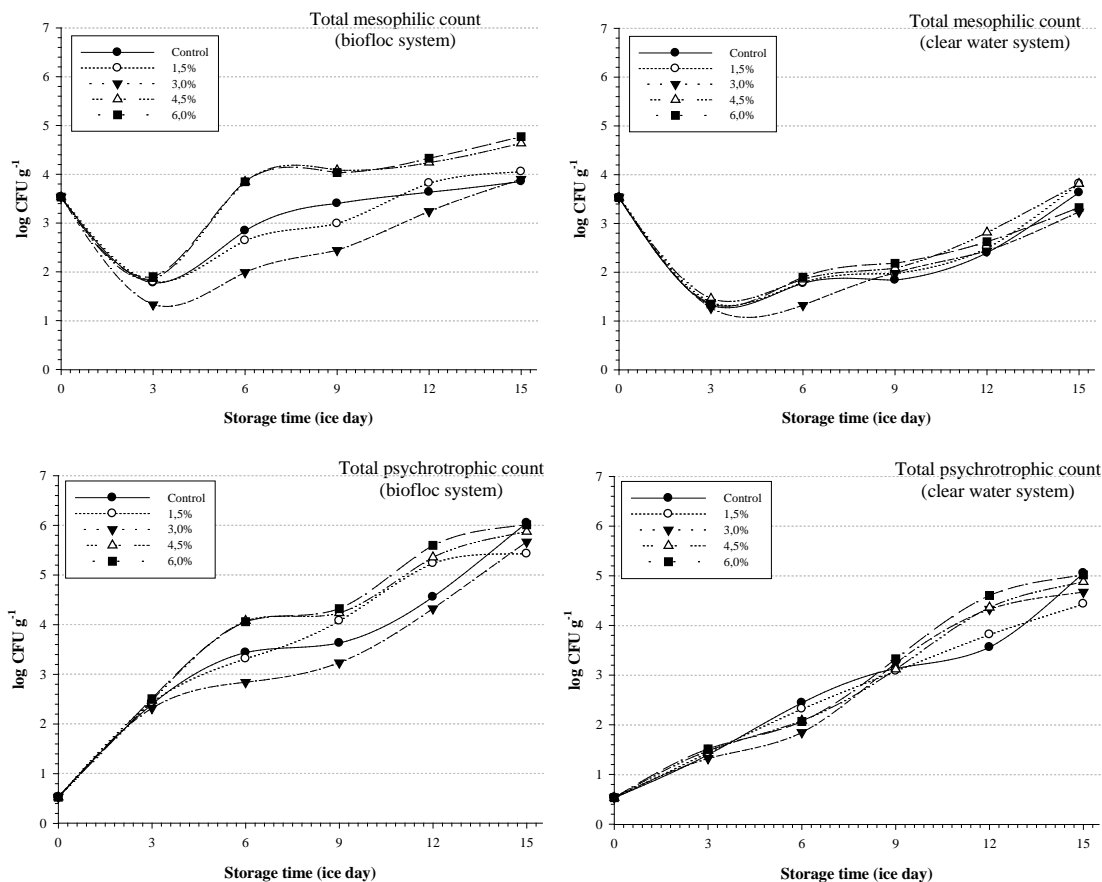 Total mesophilic count
(biofloc system)
7
6
5
4
3
2
1
0
log CFU g-1
Control
1,5%
3,0%
4,5%
6,0%
0 3 6 9 12 15
Storage time (ice day)
Total mesophilic count
(clear water system)
7
6
5
4
3
2
1
0
log CFU g-1
Control
1,5%
3,0%
4,5%
6,0%
0 3 6 9 12 15
Storage time (ice day)
Total psychrotrophic count
(biofloc system)
7
6
5
4
3
2
1
0
log CFU g-1
Control
1,5%
3,0%
4,5%
6,0%
0 3 6 9 12 15
Storage time (ice day)
Total psychrotrophic count
(clear water system)
7
6
5
4
3
2
1
0
log CFU g-1
Control
1,5%
3,0%
4,5%
6,0%
0 3 6 9 12 15
Storage time (ice day)